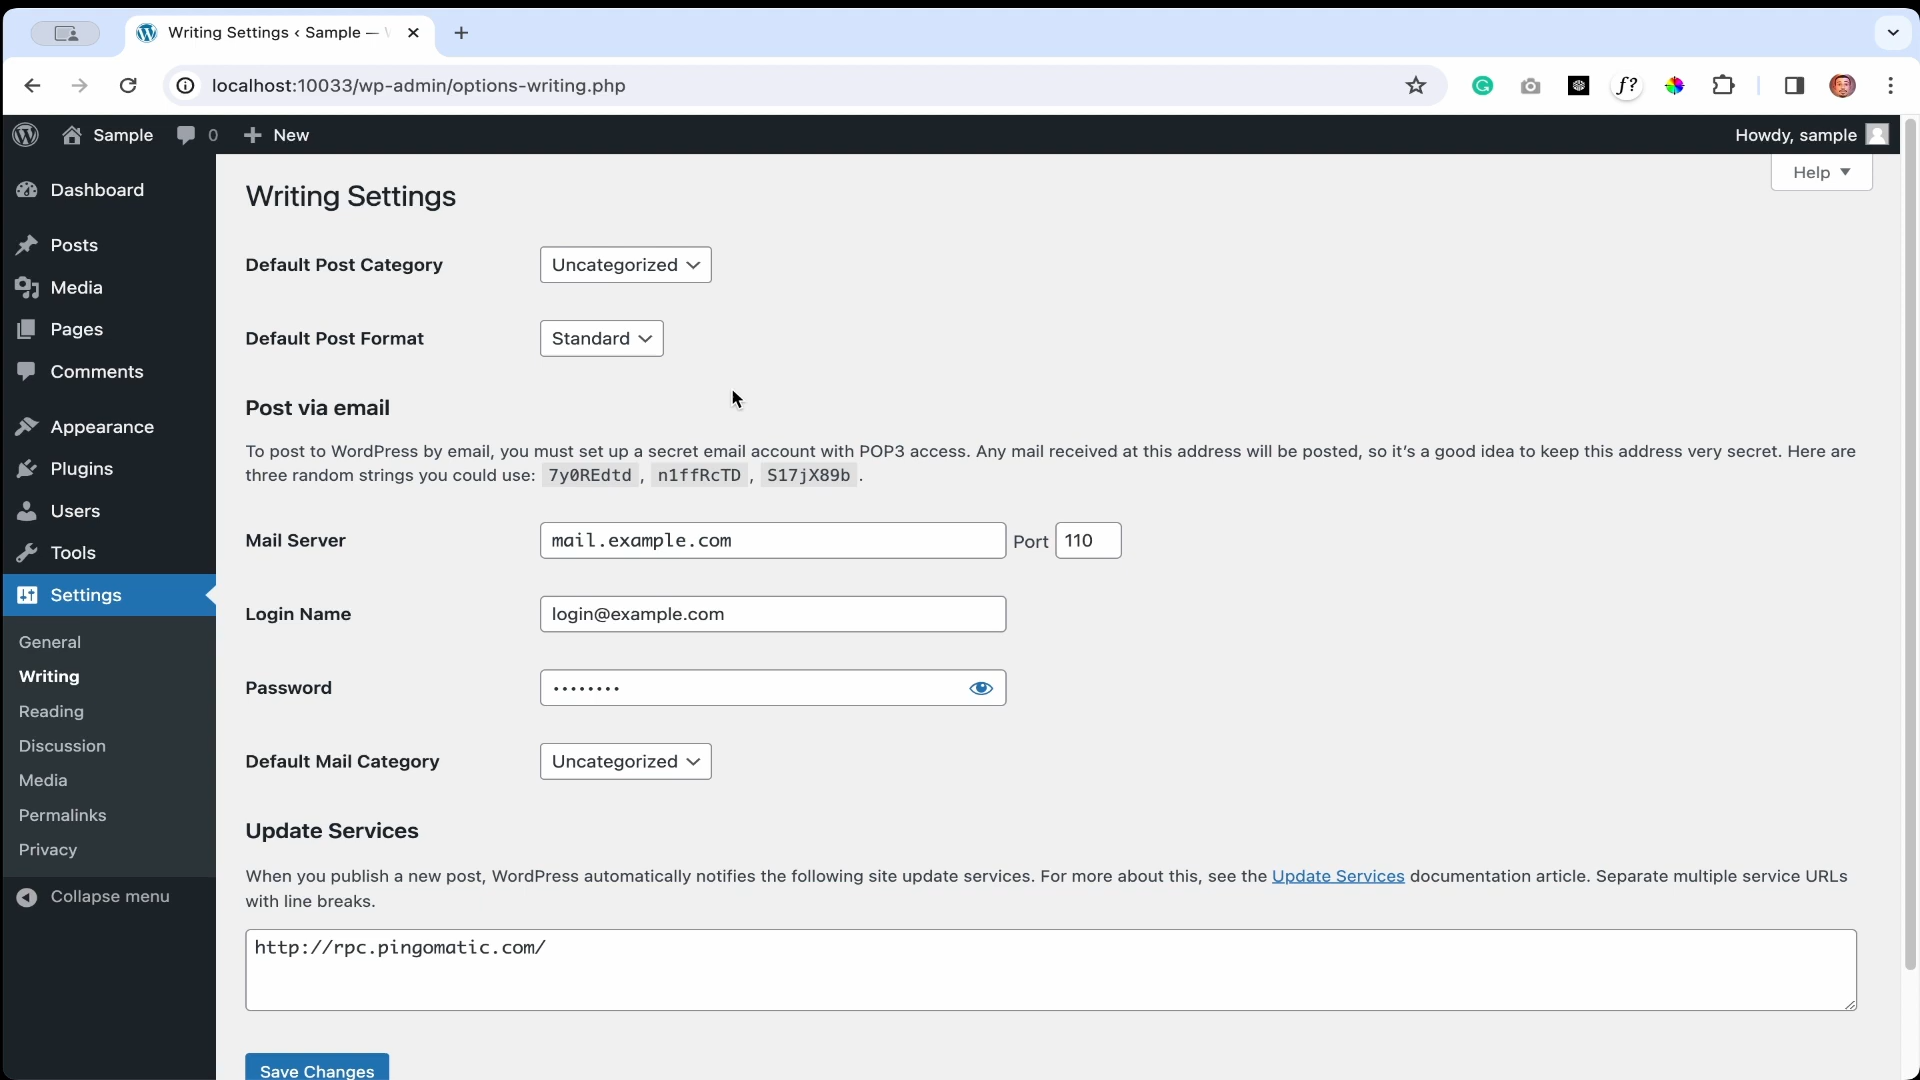 Writing Settings ‹ Sample —
localhost:10033/wp-admin/options-writing.php
f?
Sample 0 New Howdy, sample
Help
Dashboard
Posts
Media
Pages
Comments
Appearance
Plugins
Users
Tools
Settings
General
Writing
Reading
Discussion
Media
Permalinks
Privacy
Collapse menu
Writing Settings
Default Post Category Uncategorized
Default Post Format Standard
Post via email
To post to WordPress by email, you must set up a secret email account with POP3 access. Any mail received at this address will be posted, so it’s a good idea to keep this address very secret. Here are
three random strings you could use: 7y0REdtd , n1ffRcTD , S17jX89b .
Mail Server mail.example.com Port 110
Login Name login@example.com
Password ••••••••
Default Mail Category Uncategorized
Update Services
When you publish a new post, WordPress automatically notifies the following site update services. For more about this, see the Update Services documentation article. Separate multiple service URLs
with line breaks.
http://rpc.pingomatic.com/
Save Changes